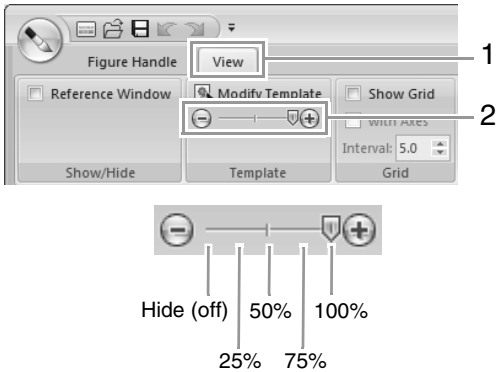 Figure Handle View 1
Reference Window Modify Template Show Grid
2
With Axes
Interval: 5.0
Show/Hide Template Grid
Hide (off) 50% 100%
25% 75%